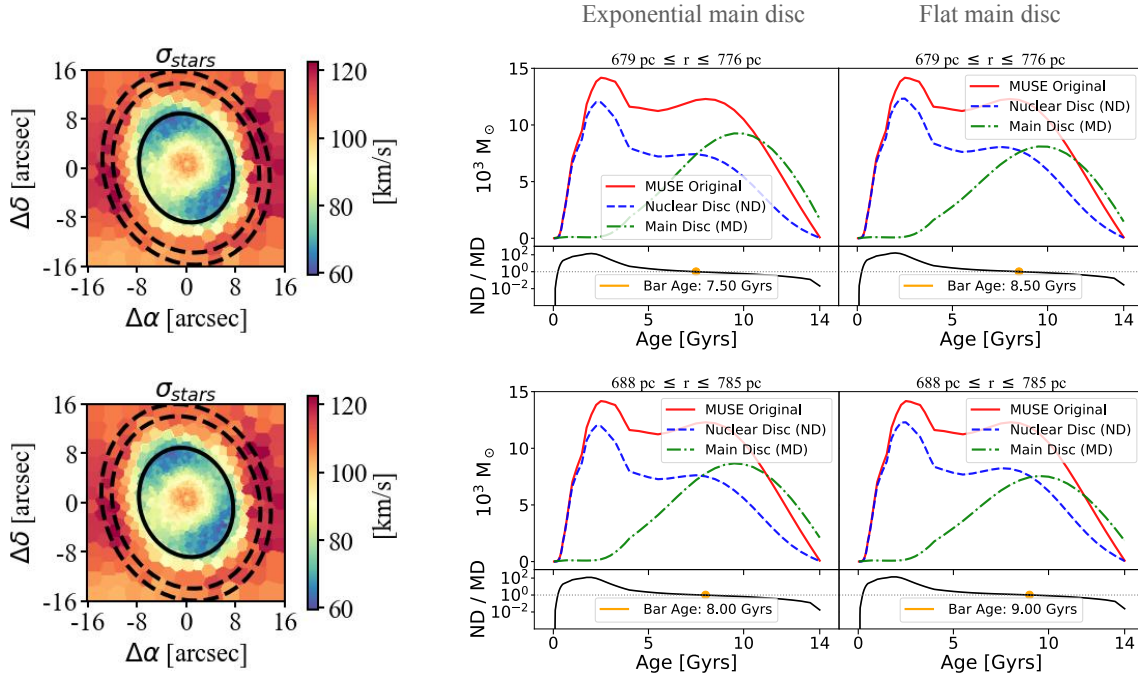 Exponential main disc
Flat main disc
σ_stars
16
8
0
-8
-16
-16 -8 0 8 16
Δδ [arcsec]
Δα [arcsec]
120
100
80
60
[km/s]
679 pc ≤ r ≤ 776 pc
15
10
5
0
10³ M⊙
MUSE Original
Nuclear Disc (ND)
Main Disc (MD)
10²
10⁰
10⁻²
ND / MD
Bar Age: 7.50 Gyrs
0 5 10 14
Age [Gyrs]
679 pc ≤ r ≤ 776 pc
MUSE Original
Nuclear Disc (ND)
Main Disc (MD)
Bar Age: 8.50 Gyrs
0 5 10 14
Age [Gyrs]
σ_stars
16
8
0
-8
-16
-16 -8 0 8 16
Δδ [arcsec]
Δα [arcsec]
120
100
80
60
[km/s]
688 pc ≤ r ≤ 785 pc
15
10
5
0
10³ M⊙
MUSE Original
Nuclear Disc (ND)
Main Disc (MD)
10²
10⁰
10⁻²
ND / MD
Bar Age: 8.00 Gyrs
0 5 10 14
Age [Gyrs]
688 pc ≤ r ≤ 785 pc
MUSE Original
Nuclear Disc (ND)
Main Disc (MD)
Bar Age: 9.00 Gyrs
0 5 10 14
Age [Gyrs]